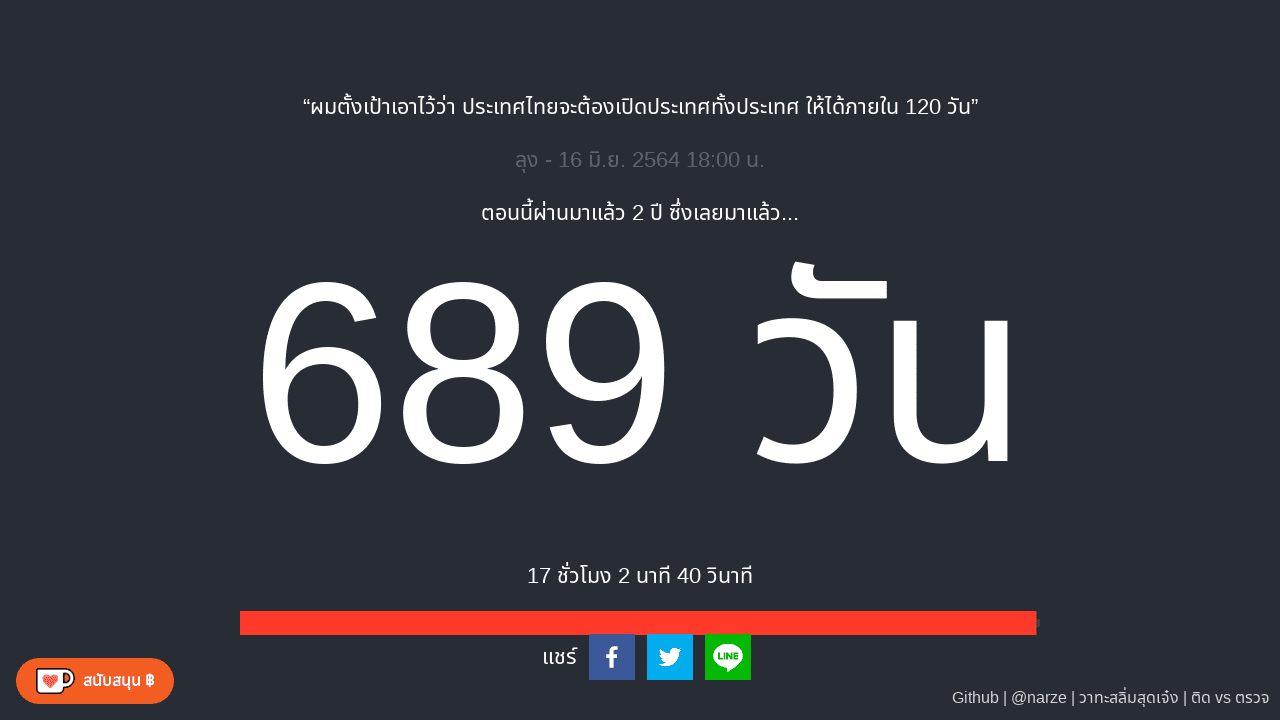 “ผมตั้งเป้าเอาไว้ว่า ประเทศไทยจะต้องเปิดประเทศทั้งประเทศ ให้ได้ภายใน 120 วัน”
ลุง - 16 มิ.ย. 2564 18:00 น.
ตอนนี้ผ่านมาแล้ว 2 ปี ซึ่งเลยมาแล้ว...
689 วัน
17 ชั่วโมง 2 นาที 40 วินาที
แชร์
LINE
สนับสนุน ฿
Github | @narze | วาทะสลิ่มสุดเจ๋ง | ติด vs ตรวจ